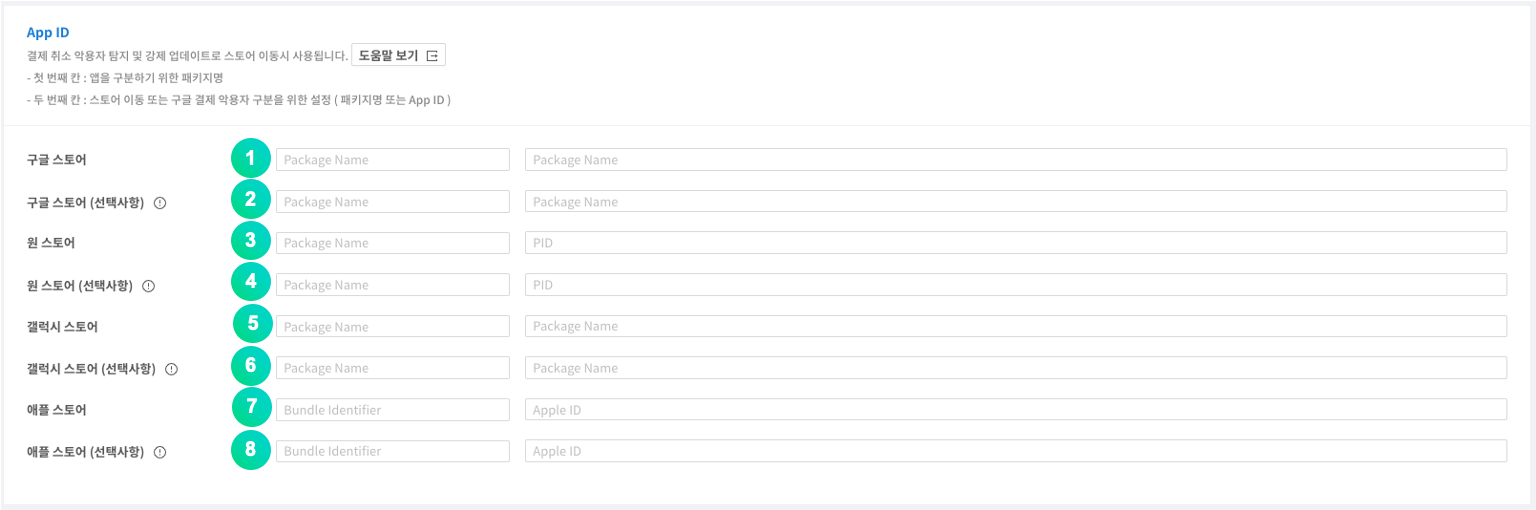 App ID
결제 취소 악용자 탐지 및 강제 업데이트로 스토어 이동시 사용됩니다. 도움말 보기
- 첫 번째 칸 : 앱을 구분하기 위한 패키지명
- 두 번째 칸 : 스토어 이동 또는 구글 결제 악용자 구분을 위한 설정 ( 패키지명 또는 App ID )
구글 스토어 1 Package Name Package Name
구글 스토어 (선택사항) 2 Package Name Package Name
원 스토어 3 Package Name PID
원 스토어 (선택사항) 4 Package Name PID
갤럭시 스토어 5 Package Name Package Name
갤럭시 스토어 (선택사항) 6 Package Name Package Name
애플 스토어 7 Bundle Identifier Apple ID
애플 스토어 (선택사항) 8 Bundle Identifier Apple ID